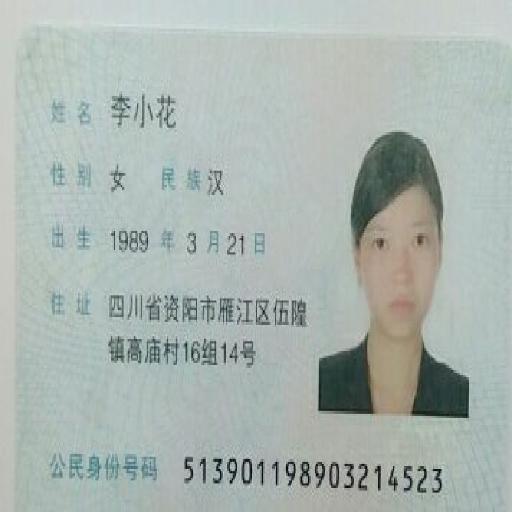 姓名 李小花
性别 女 民族 汉
出生 1989 年 3 月 21 日
住址 四川省资阳市雁江区伍隍
镇高庙村16组14号
公民身份号码 513901198903214523